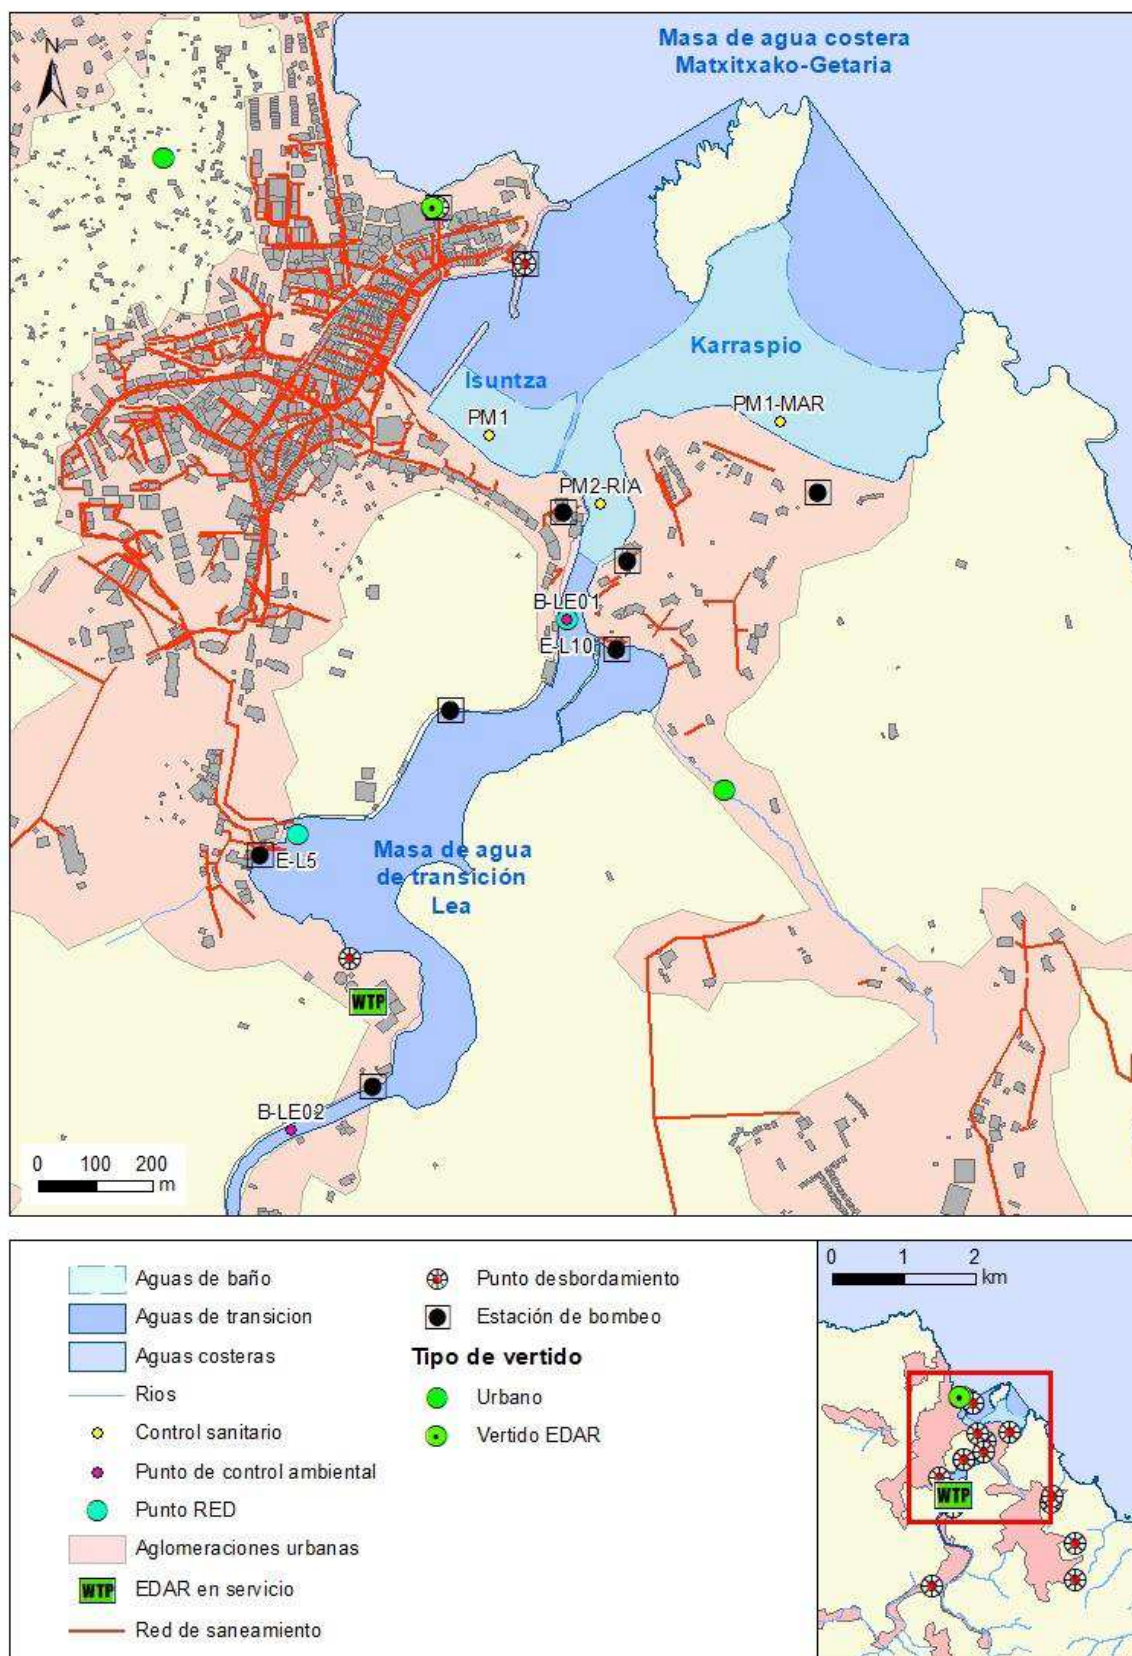 N
Masa de agua costera
Matxitxako-Getaria
Karraspio
Isuntza
PM1-MAR
PM1
PM2-RIA
B-LE01
E-L10
Masa de agua
de transición
Lea
E-L5
WTP
B-LE02
0 100 200
m
Aguas de baño
Aguas de transicion
Aguas costeras
Rios
Control sanitario
Punto de control ambiental
Punto RED
Aglomeraciones urbanas
WTP EDAR en servicio
Red de saneamiento
Punto desbordamiento
Estación de bombeo
Tipo de vertido
Urbano
Vertido EDAR
0 1 2
km
WTP